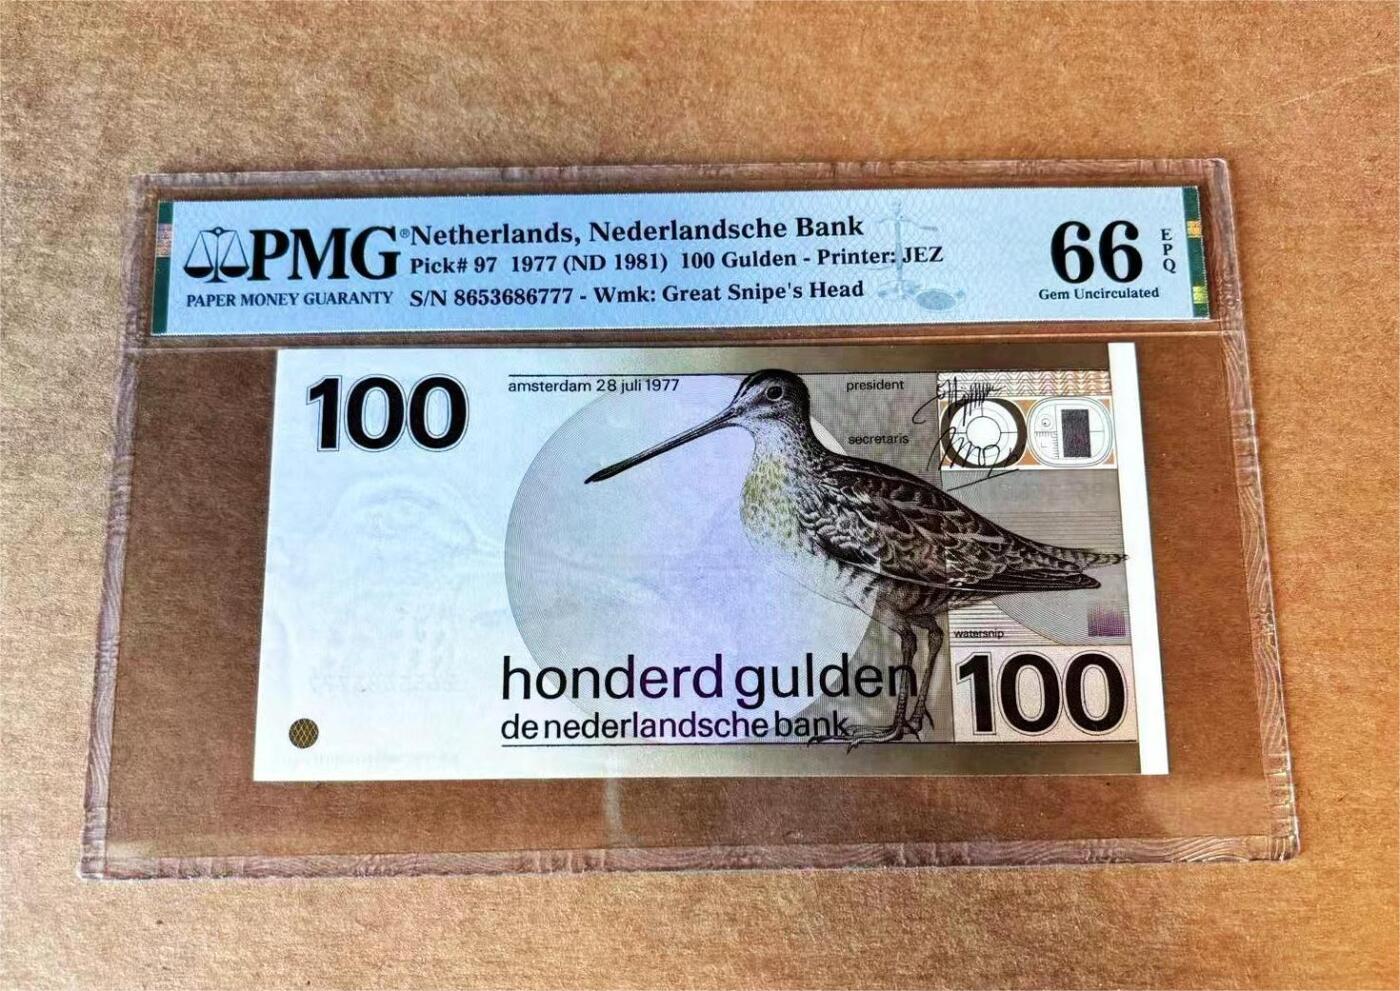 PMG®
PAPER MONEY GUARANTY
Netherlands, Nederlandsche Bank
Pick# 97 1977 (ND 1981) 100 Gulden - Printer: JEZ
S/N 8653686777 - Wmk: Great Snipe's Head
66
EPQ
Gem Uncirculated
100
amsterdam 28 juli 1977
president
secretaris
watersnip
honderd gulden
de nederlandsche bank
100